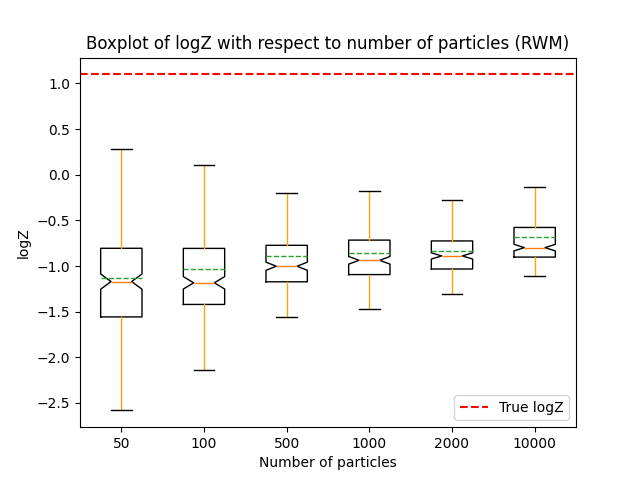 Boxplot of logZ with respect to number of particles (RWM)
1.0
0.5
0.0
−0.5
−1.0
−1.5
−2.0
−2.5
logZ
50 100 500 1000 2000 10000
Number of particles
True logZ